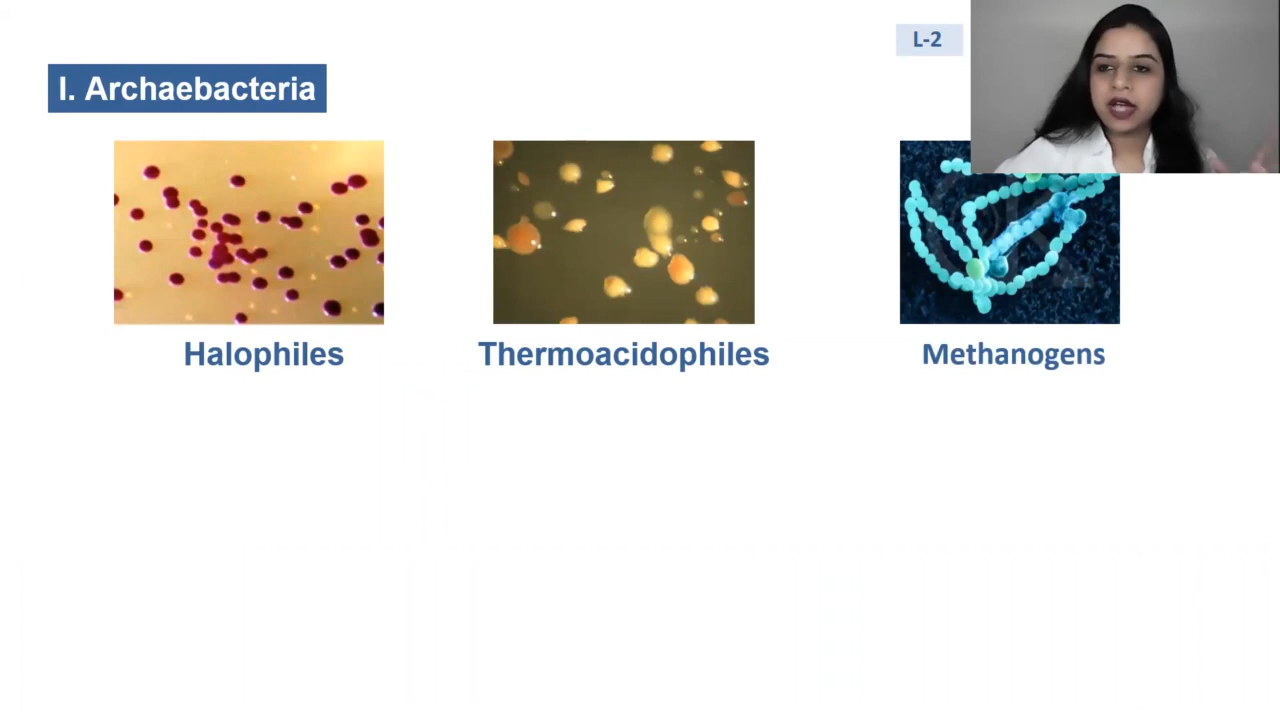 L-2
I. Archaebacteria
Halophiles
Thermoacidophiles
Methanogens